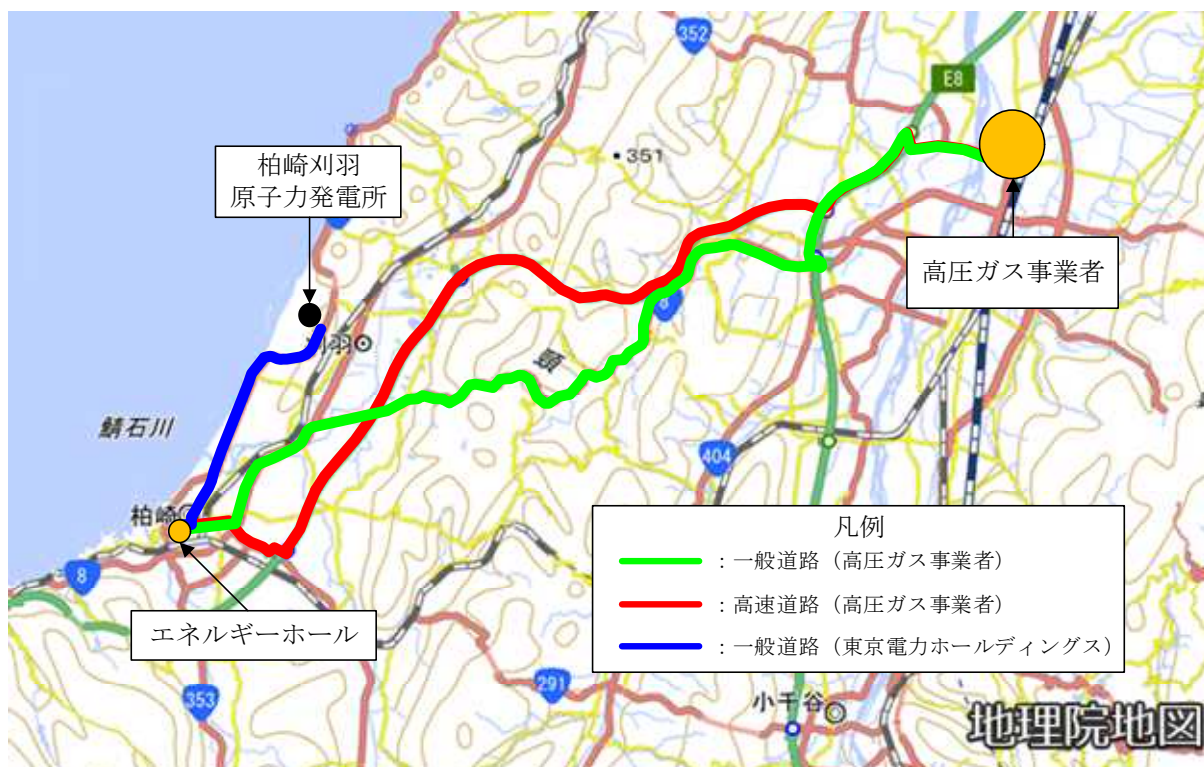 352
E8
351
柏崎刈羽
原子力発電所
高圧ガス事業者
8
羽
頸
鯖石川
404
柏崎
凡例
：一般道路（高圧ガス事業者）
：高速道路（高圧ガス事業者）
：一般道路（東京電力ホールディングス）
8
エネルギーホール
291
353
小千谷
地理院地図